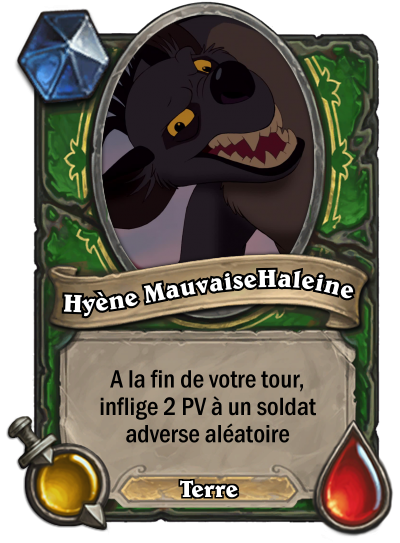 Hyène MauvaiseHaleine
A la fin de votre tour,
inflige 2 PV à un soldat
adverse aléatoire
Terre